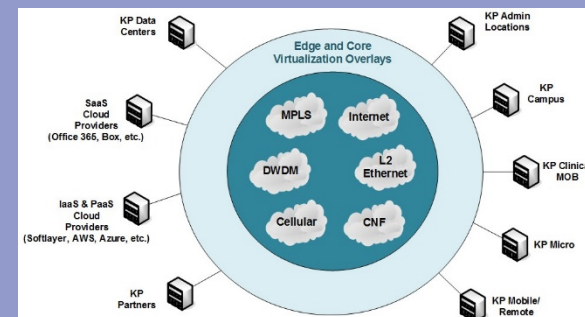 KP Data
Centers
KP Admin
Locations
Edge and Core
Virtualization Overlays
SaaS
Cloud
Providers
(Office 365, Box, etc.)
KP
Campus
MPLS
Internet
DWDM
L2
Ethernet
KP Clinical
MOB
IaaS & PaaS
Cloud
Providers
(Softlayer, AWS, Azure, etc.)
Cellular
CNF
KP Micro
KP
Partners
KP Mobile/
Remote